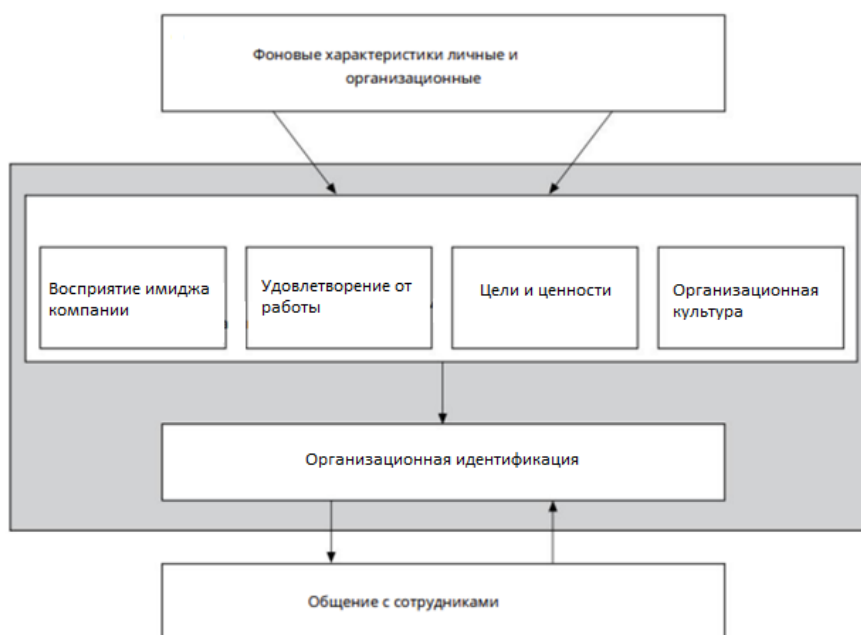 Фоновые характеристики личные и
организационные
Восприятие имиджа
компании
Удовлетворение от
работы
Цели и ценности
Организационная
культура
Организационная идентификация
Общение с сотрудниками